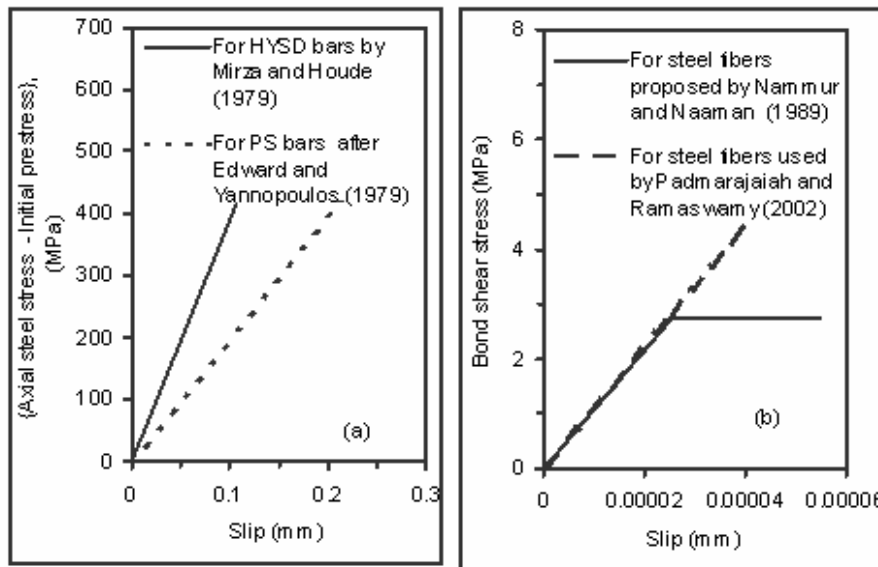 700
600
500
400
300
200
100
0
{Axial steel stress - Initial prestress},
(MPa)
For HYSD bars by
Mirza and Houde
(1979)
For PS bars after
Edward and
Yannopoulos (1979)
(a)
0 0.1 0.2 0.3
Slip (mm)
8
6
4
2
0
Bond shear stress (MPa)
For steel fibers
proposed by Nammur
and Naaman (1989)
For steel fibers used
by Padmarajaiah and
Ramaswamy (2002)
(b)
0 0.00002 0.00004 0.00006
Slip (mm)